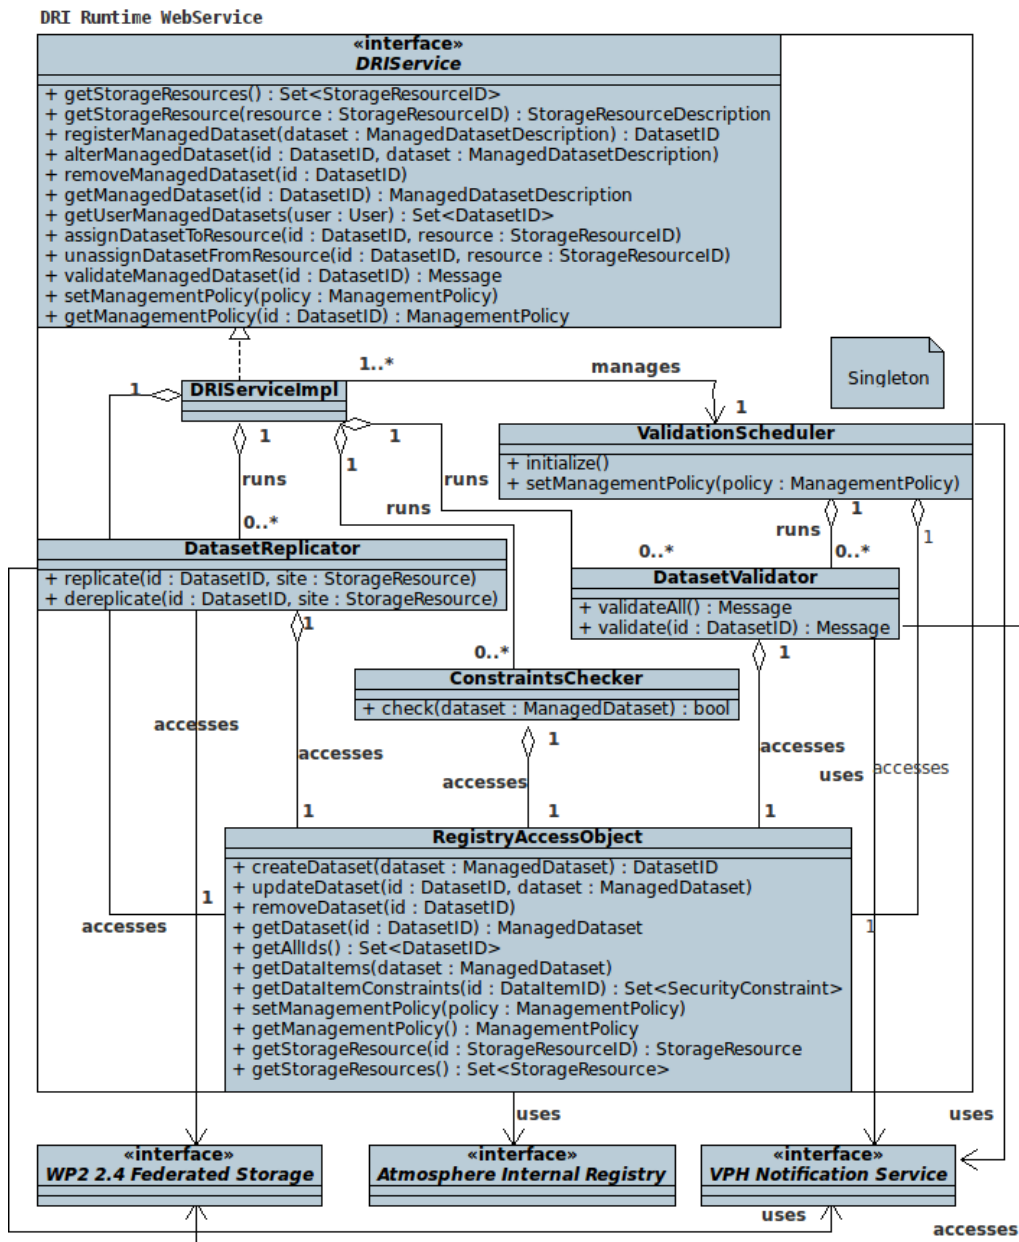 DRI Runtime WebService
«interface»
DRIService
+ getStorageResources() : Set<StorageResourceID>
+ getStorageResource(resource : StorageResourceID) : StorageResourceDescription
+ registerManagedDataset(dataset : ManagedDatasetDescription) : DatasetID
+ alterManagedDataset(id : DatasetID, dataset : ManagedDatasetDescription)
+ removeManagedDataset(id : DatasetID)
+ getManagedDataset(id : DatasetID) : ManagedDatasetDescription
+ getUserManagedDatasets(user : User) : Set<DatasetID>
+ assignDatasetToResource(id : DatasetID, resource : StorageResourceID)
+ unassignDatasetFromResource(id : DatasetID, resource : StorageResourceID)
+ validateManagedDataset(id : DatasetID) : Message
+ setManagementPolicy(policy : ManagementPolicy)
+ getManagementPolicy(id : DatasetID) : ManagementPolicy
1..*
manages
Singleton
1
DRIServiceImpl
1
1
1
1
ValidationScheduler
+ initialize()
+ setManagementPolicy(policy : ManagementPolicy)
runs
runs
runs
1
runs
1
0..*
0..*
0..*
DatasetReplicator
+ replicate(id : DatasetID, site : StorageResource)
+ dereplicate(id : DatasetID, site : StorageResource)
DatasetValidator
+ validateAll() : Message
+ validate(id : DatasetID) : Message
1
0..*
1
ConstraintsChecker
+ check(dataset : ManagedDataset) : bool
accesses
accesses
1
accesses
accesses
uses
accesses
1
1
1
RegistryAccessObject
+ createDataset(dataset : ManagedDataset) : DatasetID
+ updateDataset(id : DatasetID, dataset : ManagedDataset)
+ removeDataset(id : DatasetID)
+ getDataset(id : DatasetID) : ManagedDataset
+ getAllIds() : Set<DatasetID>
+ getDataItems(dataset : ManagedDataset)
+ getDataItemConstraints(id : DataItemID) : Set<SecurityConstraint>
+ setManagementPolicy(policy : ManagementPolicy)
+ getManagementPolicy() : ManagementPolicy
+ getStorageResource(id : StorageResourceID) : StorageResource
+ getStorageResources() : Set<StorageResource>
1
accesses
1
uses
uses
«interface»
WP2 2.4 Federated Storage
«interface»
Atmosphere Internal Registry
«interface»
VPH Notification Service
uses
accesses